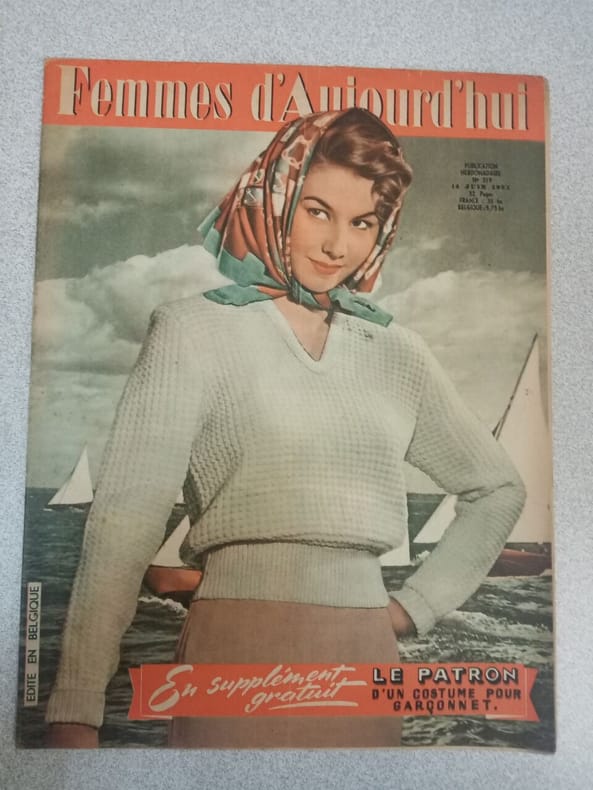 Femmes d'Aujourd'hui
PUBLICATION
HEBDOMADAIRE
32 Pages
EDITE EN BELGIQUE
En supplément
gratuit
LE PATRON
D'UN COSTUME POUR
GARÇONNET.